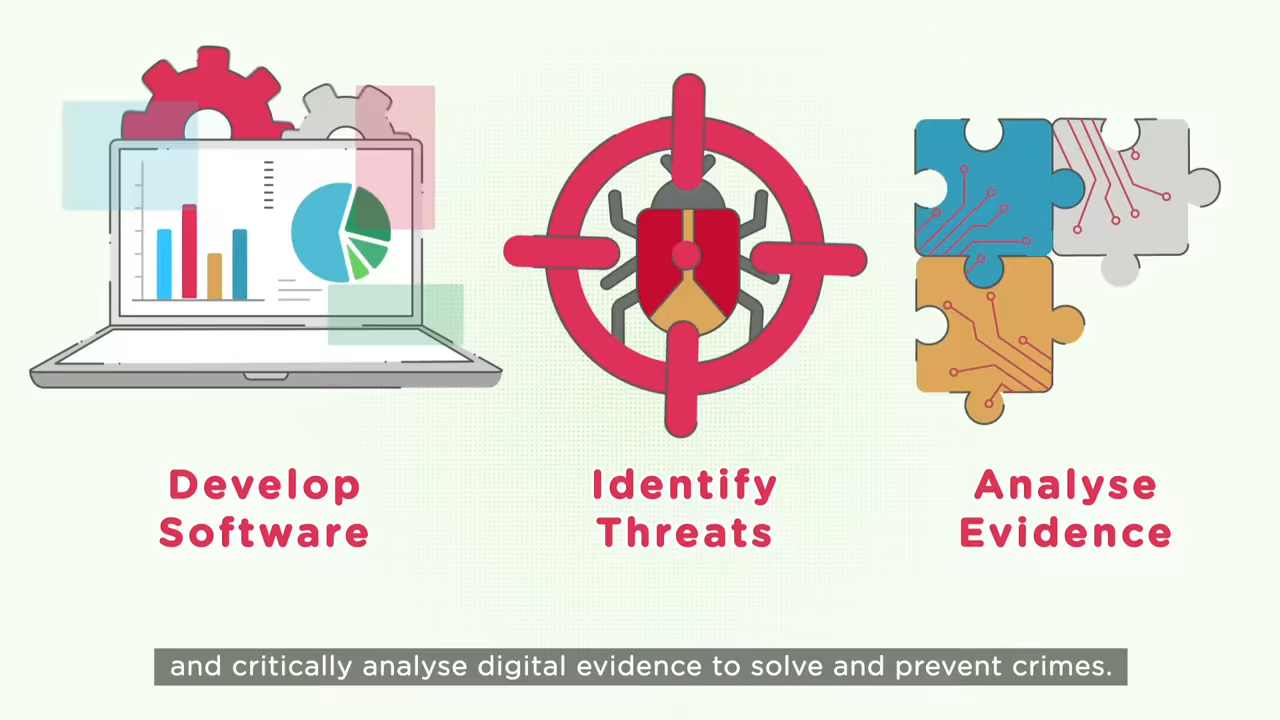 Develop
Software
Identify
Threats
Analyse
Evidence
and critically analyse digital evidence to solve and prevent crimes.